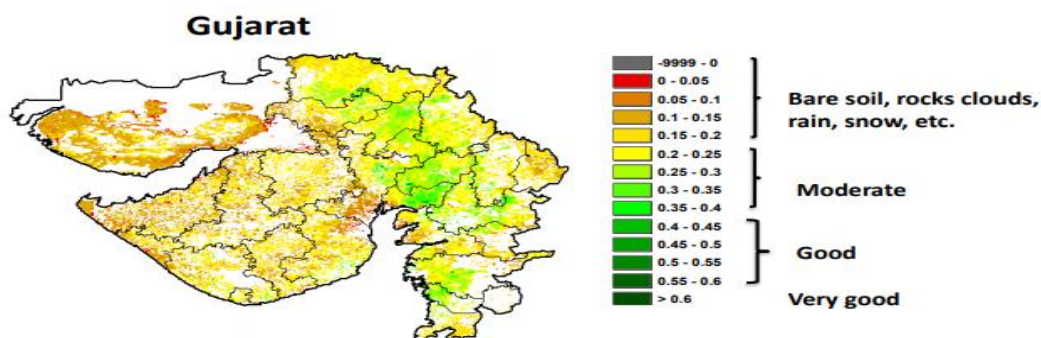 Gujarat
-9999 - 0
0 - 0.05
0.05 - 0.1
0.1 - 0.15
0.15 - 0.2
0.2 - 0.25
0.25 - 0.3
0.3 - 0.35
0.35 - 0.4
0.4 - 0.45
0.45 - 0.5
0.5 - 0.55
0.55 - 0.6
> 0.6
Bare soil, rocks clouds,
rain, snow, etc.
Moderate
Good
Very good